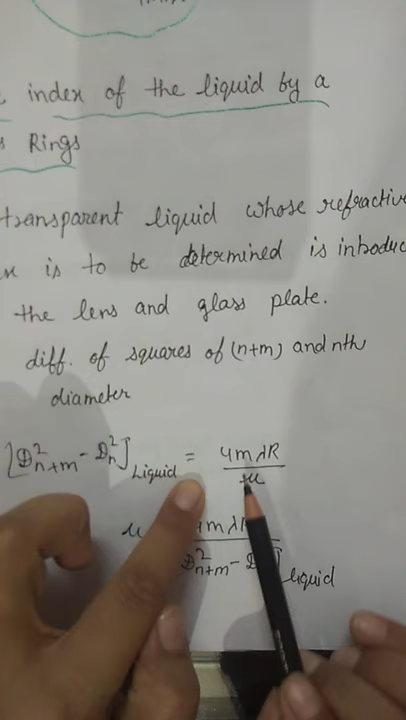 index of the liquid by a
Rings
transparent liquid whose refractive
is to be determined is introduc
the lens and glass plate.
diff. of squares of (n+m) and nth
diameter
[D²n+m - D²n]Liquid = 4mλR/μ
μ mλ
D²n+m - D liquid